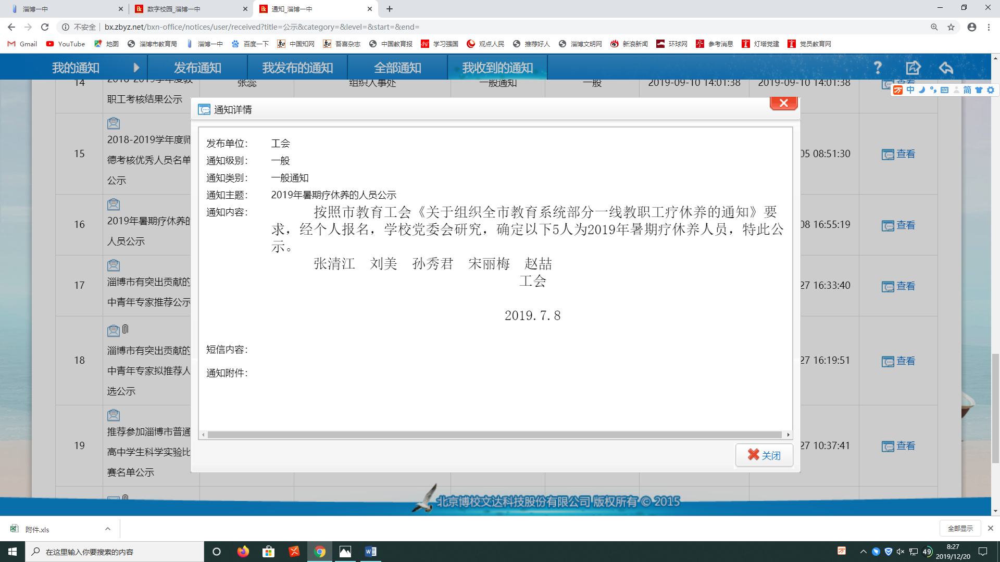 淄博一中
数字校园_淄博一中
通知_淄博一中
不安全
bx.zbyz.net/bxn-office/notices/user/received?title=公示&category=&level=&start=&end=
Gmail YouTube 地图 淄博市教育局 淄博一中 百度一下 中国知网 吾喜杂志 中国教育报 学习强国 观点人民 推荐好人 淄博文明网 新浪新闻 环球网 参考消息 灯塔党建 党员教育网
我的通知 发布通知 我发布的通知 全部通知 我收到的通知
14 2018-2019学年度教 张蕊 组织人事处 一般通知 一般 2019-09-10 14:01:38 2019-09-10 14:01:38 查看
职工考核结果公示
中 简
通知详情
发布单位： 工会
通知级别： 一般
通知类别： 一般通知
通知主题： 2019年暑期疗休养的人员公示
通知内容： 按照市教育工会《关于组织全市教育系统部分一线教职工疗休养的通知》要
求，经个人报名，学校党委会研究，确定以下5人为2019年暑期疗休养人员，特此公
示。
张清江 刘美 孙秀君 宋丽梅 赵喆
工会
2019.7.8
短信内容：
通知附件：
关闭
15
2018-2019学年度师
德考核优秀人员名单
公示
05 08:51:30 查看
16
2019年暑期疗休养的
人员公示
08 16:55:19 查看
17
淄博市有突出贡献的
中青年专家推荐公示
27 16:33:40 查看
18
淄博市有突出贡献的
中青年专家拟推荐人
选公示
27 16:19:51 查看
19
推荐参加淄博市普通
高中学生科学实验比
赛名单公示
27 10:37:41 查看
北京博校文达科技股份有限公司 版权所有 © 2015
附件.xls
全部显示
在这里输入你要搜索的内容
49
8:27
2019/12/20